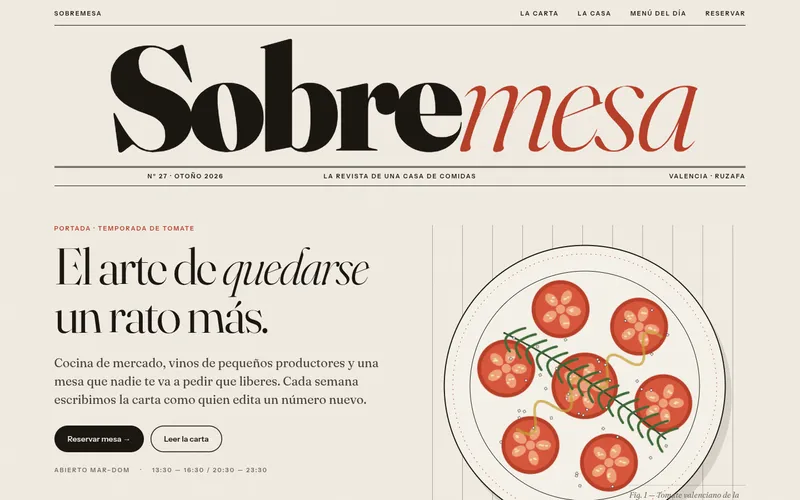 SOBREMESA
LA CARTA LA CASA MENÚ DEL DÍA RESERVAR
Sobremesa
Nº 27 · OTOÑO 2026
LA REVISTA DE UNA CASA DE COMIDAS
VALENCIA · RUZAFA
PORTADA · TEMPORADA DE TOMATE
El arte de quedarse
un rato más.
Cocina de mercado, vinos de pequeños productores y una
mesa que nadie te va a pedir que liberes. Cada semana
escribimos la carta como quien edita un número nuevo.
Reservar mesa →
Leer la carta
ABIERTO MAR–DOM · 13:30 — 16:30 / 20:30 — 23:30
Fig. 1 — Tomate valenciano de la